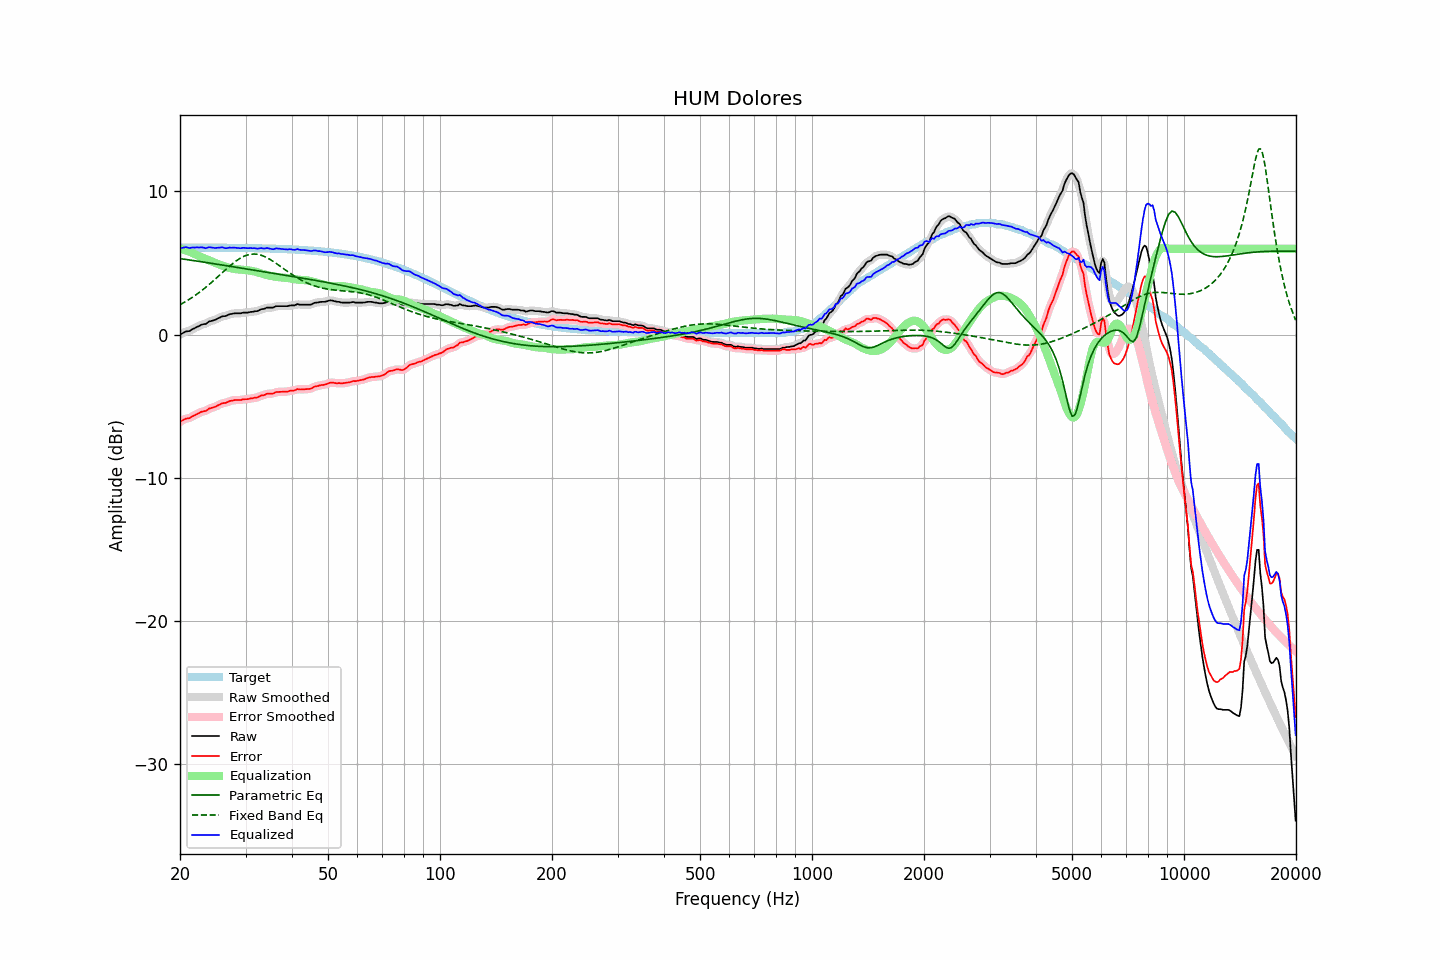 HUM Dolores
Amplitude (dBr)
10
0
−10
−20
−30
Target
Raw Smoothed
Error Smoothed
Raw
Error
Equalization
Parametric Eq
Fixed Band Eq
Equalized
20 50 100 200 500 1000 2000 5000 10000 20000
Frequency (Hz)